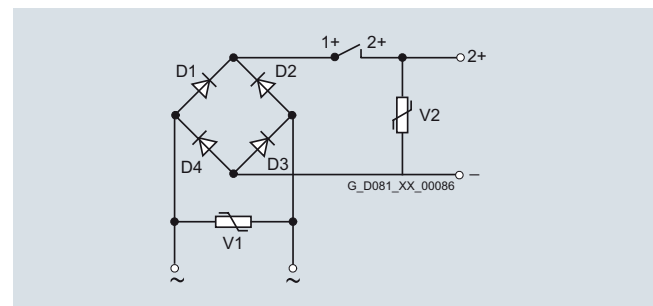 1+ 2+
2+
D1 D2
V2
D4 D3
–
G_D081_XX_00086
V1
~ ~